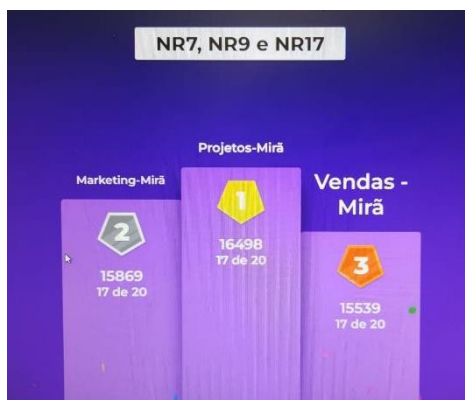 NR7, NR9 e NR17
Projetos-Mirã
1
16498
17 de 20
Marketing-Mirã
2
15869
17 de 20
Vendas -
Mirã
3
15539
17 de 20